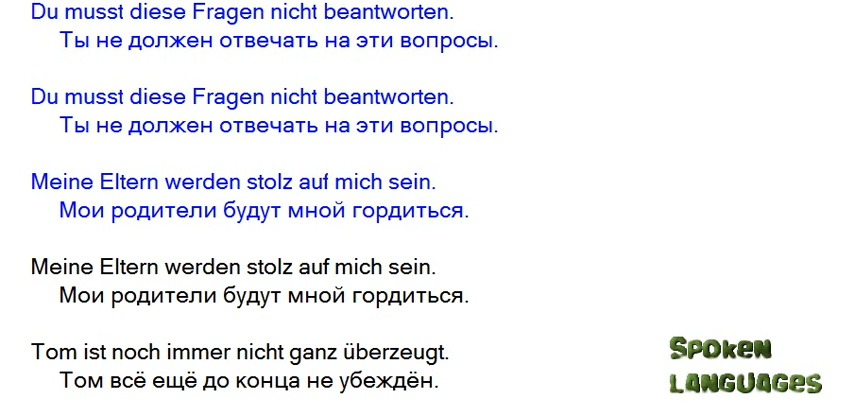 Du musst diese Fragen nicht beantworten.
Ты не должен отвечать на эти вопросы.
Du musst diese Fragen nicht beantworten.
Ты не должен отвечать на эти вопросы.
Meine Eltern werden stolz auf mich sein.
Мои родители будут мной гордиться.
Meine Eltern werden stolz auf mich sein.
Мои родители будут мной гордиться.
Tom ist noch immer nicht ganz überzeugt.
Том всё ещё до конца не убеждён.
SPOKEN
LANGUAGES